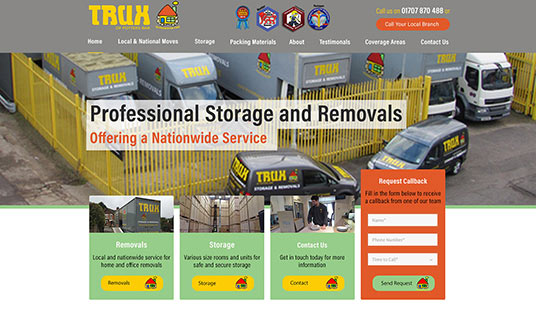 TRUX
OF POTTERS BAR
Call us on 01707 870 488 or
Call Your Local Branch
Home Local & National Moves Storage Packing Materials About Testimonals Coverage Areas Contact Us
TRUX
TRUX
STORAGE & REMOVALS
Professional Storage and Removals
Offering a Nationwide Service
TRUX
Removals
Local and nationwide service for
home and office removals
Removals
Storage
Various size rooms and units for
safe and secure storage
Storage
Contact Us
Get in touch today for more
information
Contact
Request Callback
Fill in the form below to receive
a callback from one of our team
Name*
Phone Number*
Time to Call*
Send Request